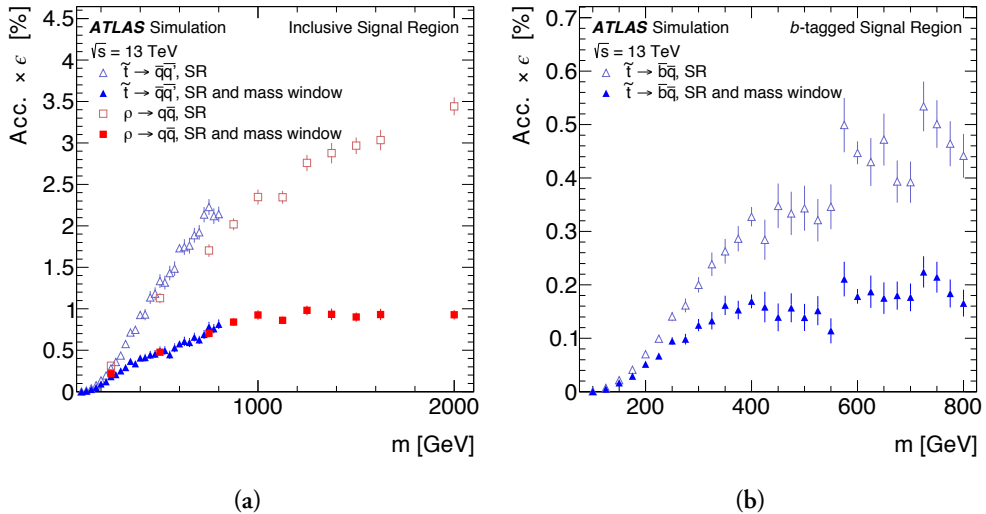 ATLAS Simulation Inclusive Signal Region
√s = 13 TeV
t̃ → q̄q̄', SR
t̃ → q̄q̄', SR and mass window
ρ → qq̄, SR
ρ → qq̄, SR and mass window
Acc. × ϵ [%]
4.5
4
3.5
3
2.5
2
1.5
1
0.5
0
1000 2000
m [GeV]
(a)
ATLAS Simulation b-tagged Signal Region
√s = 13 TeV
t̃ → b̄q̄, SR
t̃ → b̄q̄, SR and mass window
Acc. × ϵ [%]
0.7
0.6
0.5
0.4
0.3
0.2
0.1
0
200 400 600 800
m [GeV]
(b)